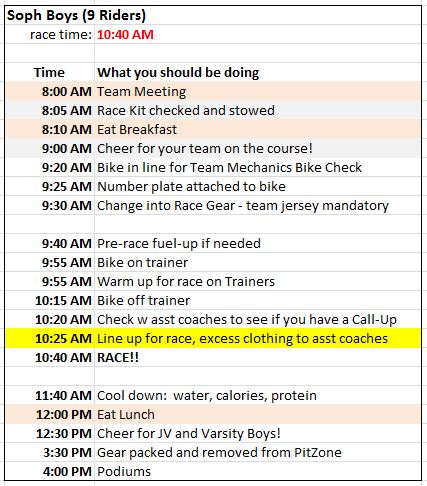 Soph Boys (9 Riders)
race time: 10:40 AM
Time What you should be doing
8:00 AM Team Meeting
8:05 AM Race Kit checked and stowed
8:10 AM Eat Breakfast
9:00 AM Cheer for your team on the course!
9:20 AM Bike in line for Team Mechanics Bike Check
9:25 AM Number plate attached to bike
9:30 AM Change into Race Gear - team jersey mandatory
9:40 AM Pre-race fuel-up if needed
9:55 AM Bike on trainer
9:55 AM Warm up for race on Trainers
10:15 AM Bike off trainer
10:20 AM Check w asst coaches to see if you have a Call-Up
10:25 AM Line up for race, excess clothing to asst coaches
10:40 AM RACE!!
11:40 AM Cool down: water, calories, protein
12:00 PM Eat Lunch
12:30 PM Cheer for JV and Varsity Boys!
3:30 PM Gear packed and removed from PitZone
4:00 PM Podiums